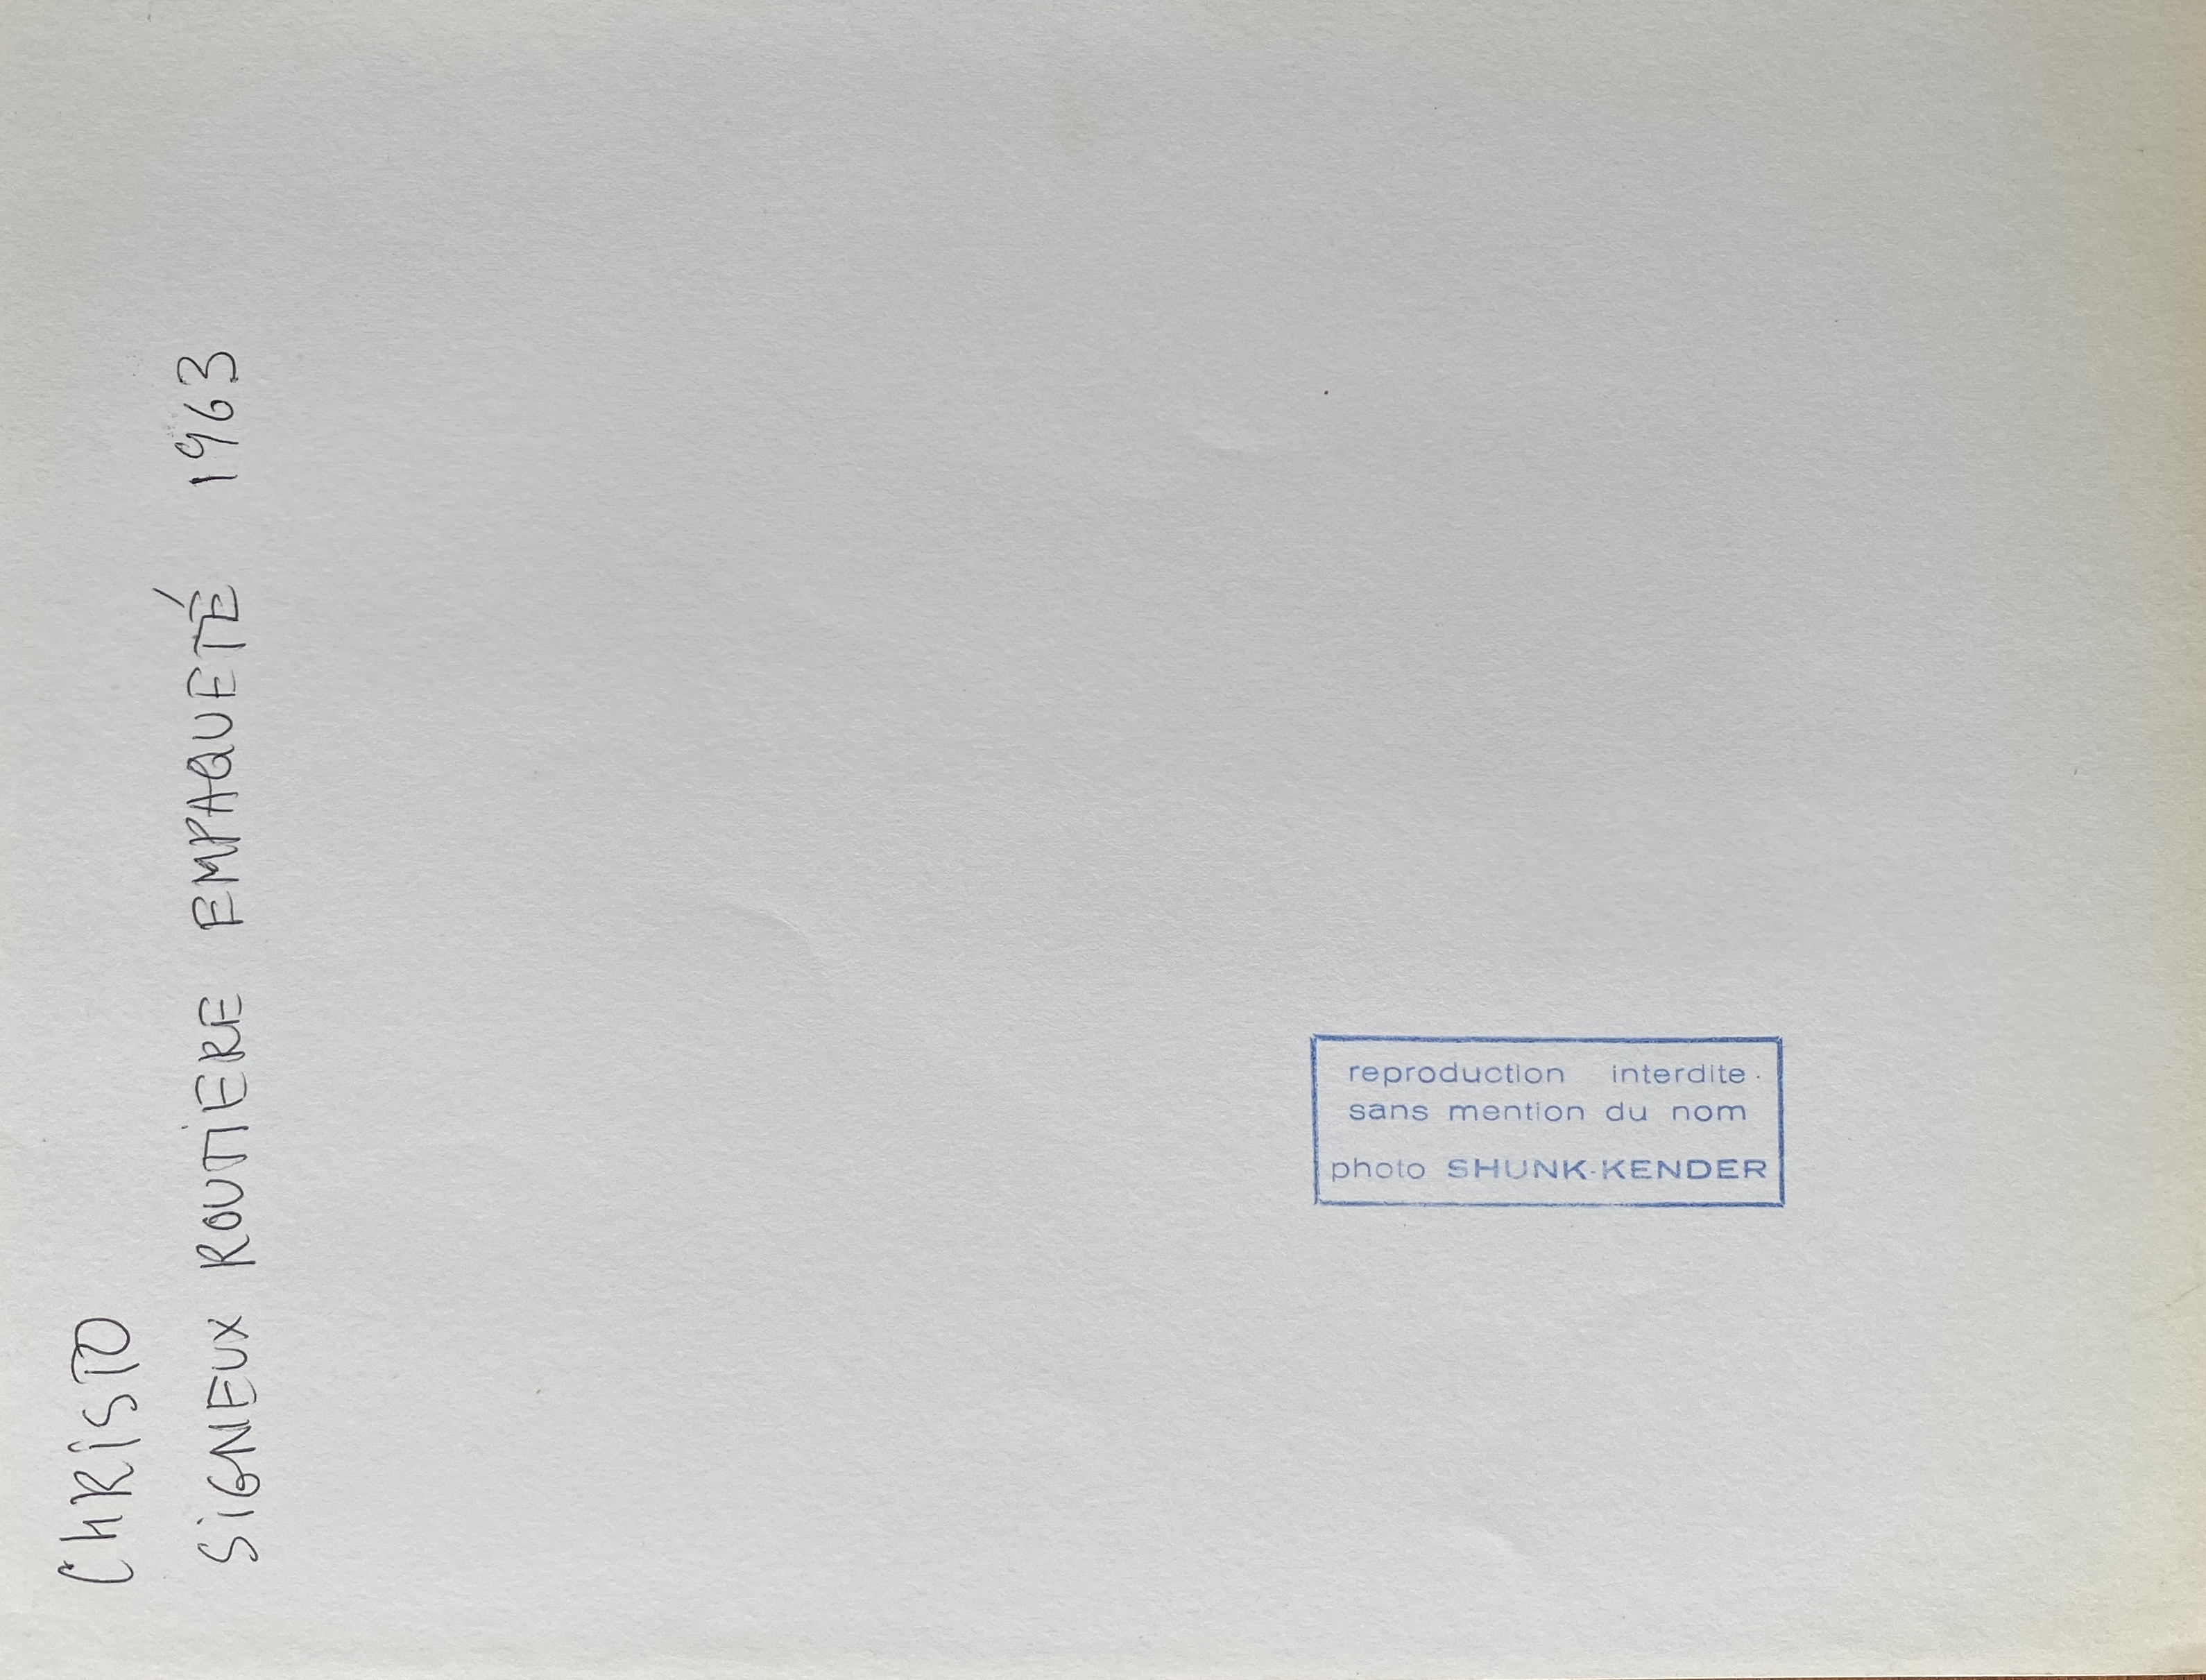 CHRISTO
SIGNEUX ROUTIERE EMPAQUETÉ 1963
reproduction interdite.
sans mention du nom
photo SHUNK-KENDER